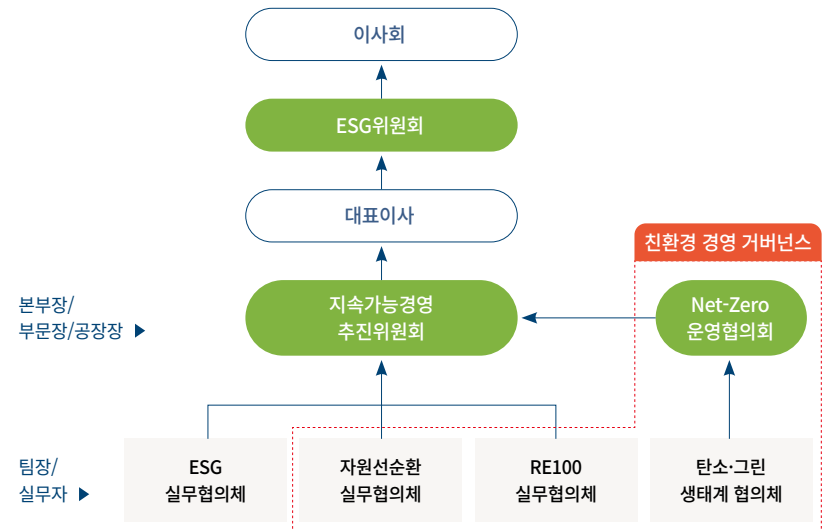 이사회
ESG위원회
대표이사
친환경 경영 거버넌스
본부장/
부문장/공장장 ▶
지속가능경영
추진위원회
Net-Zero
운영협의회
팀장/
실무자 ▶
ESG
실무협의체
자원선순환
실무협의체
RE100
실무협의체
탄소·그린
생태계 협의체